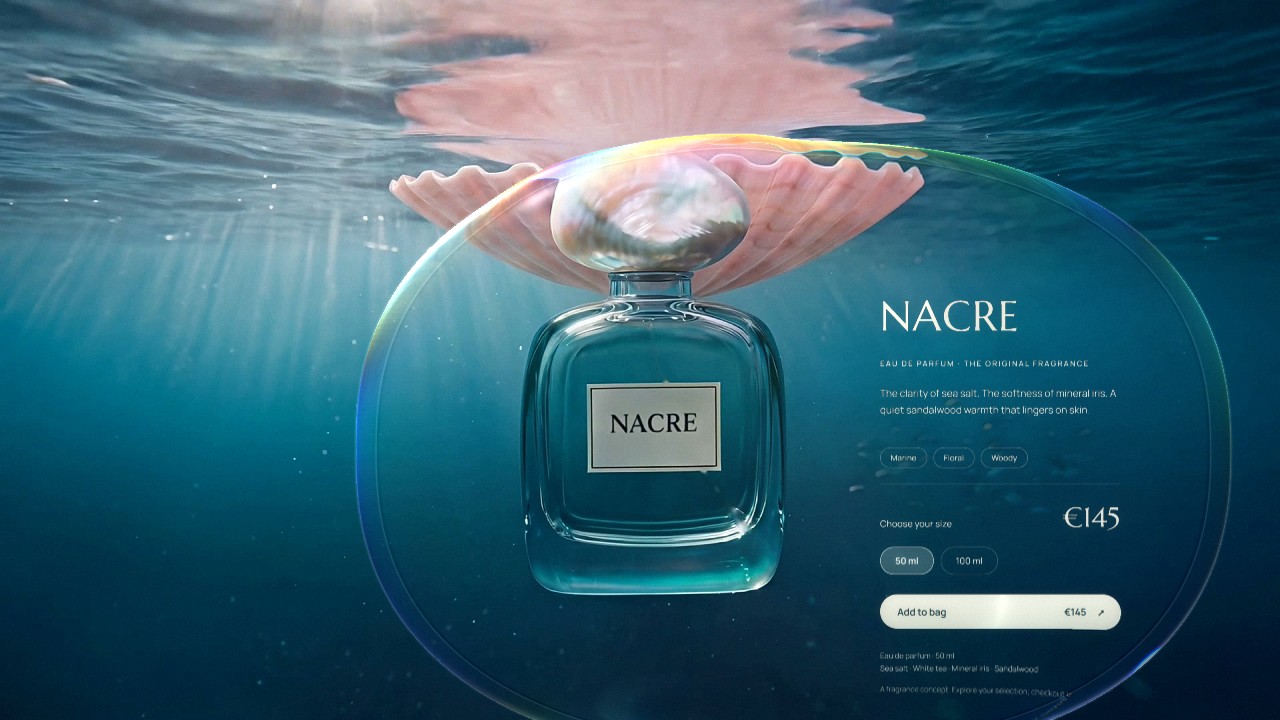 NACRE
EAU DE PARFUM · THE ORIGINAL FRAGRANCE
The clarity of sea salt. The softness of mineral iris. A
quiet sandalwood warmth that lingers on skin.
NACRE
Marine Floral Woody
Choose your size €145
50 ml 100 ml
Add to bag €145 ↗
Eau de parfum · 50 ml
Sea salt · White tea · Mineral iris · Sandalwood
A fragrance concept. Explore your selection; checkout is